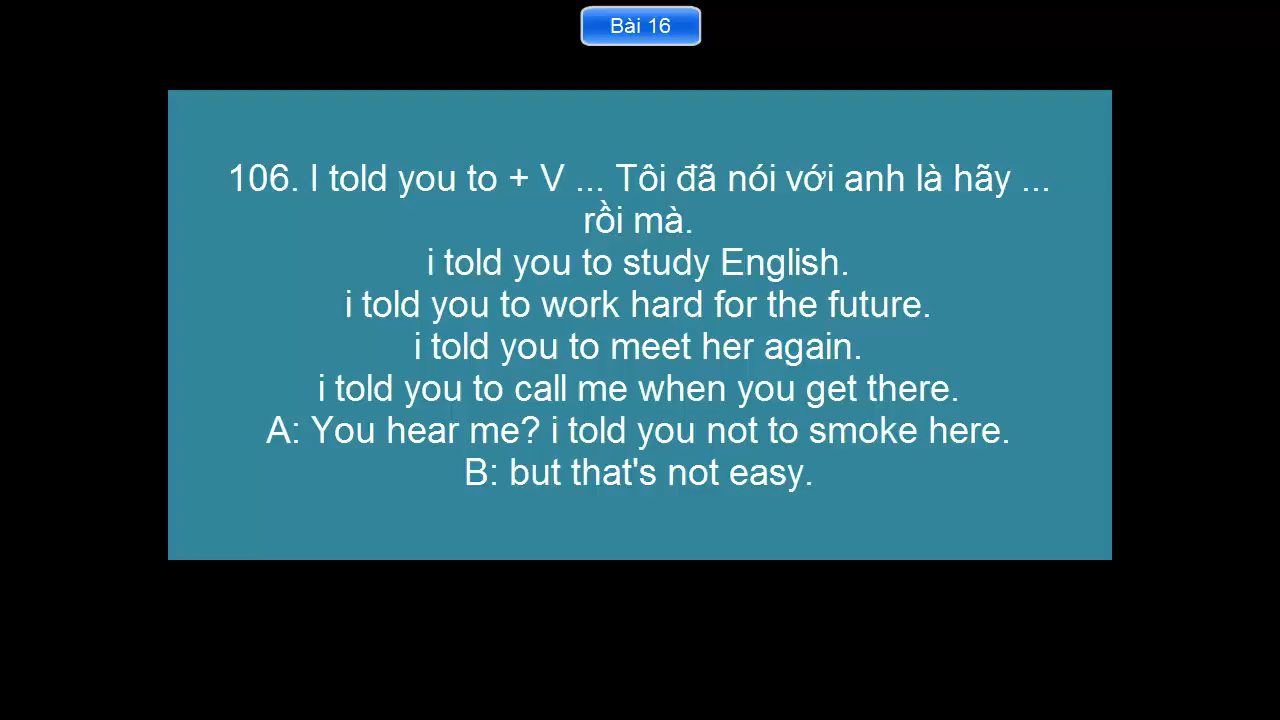 Bài 16
106. I told you to + V ... Tôi đã nói với anh là hãy ...
rồi mà.
i told you to study English.
i told you to work hard for the future.
i told you to meet her again.
i told you to call me when you get there.
A: You hear me? i told you not to smoke here.
B: but that's not easy.